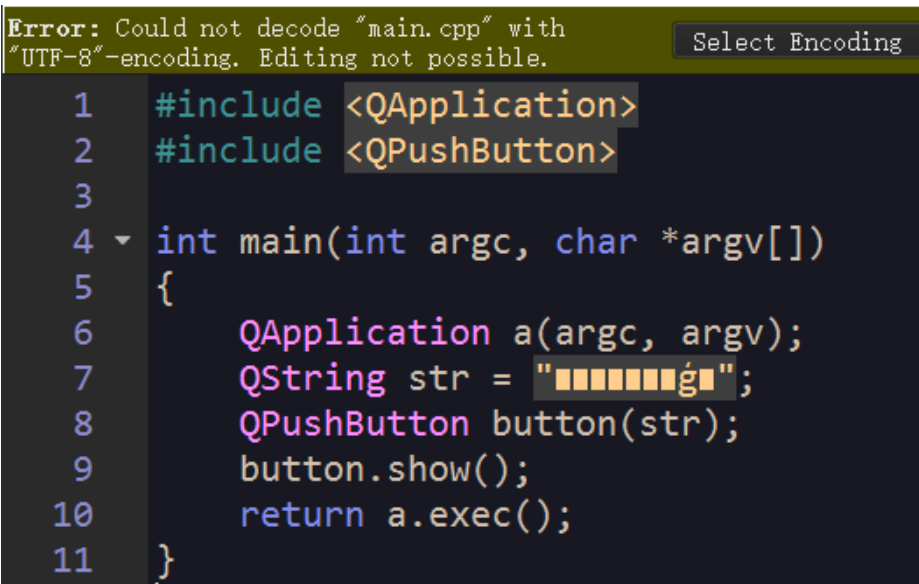 Error: Could not decode "main.cpp" with
"UTF-8"-encoding. Editing not possible.
Select Encoding
1 #include <QApplication>
2 #include <QPushButton>
3
4 int main(int argc, char *argv[])
5 {
6 QApplication a(argc, argv);
7 QString str = "■■■■■■■ǵ■";
8 QPushButton button(str);
9 button.show();
10 return a.exec();
11 }